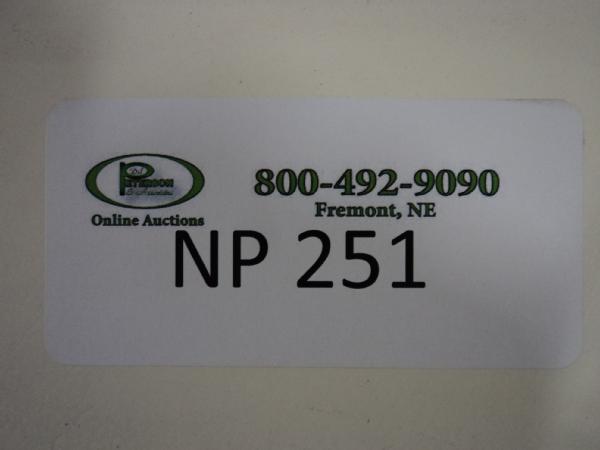 PETERSON
Online Auctions
800-492-9090
Fremont, NE
NP 251